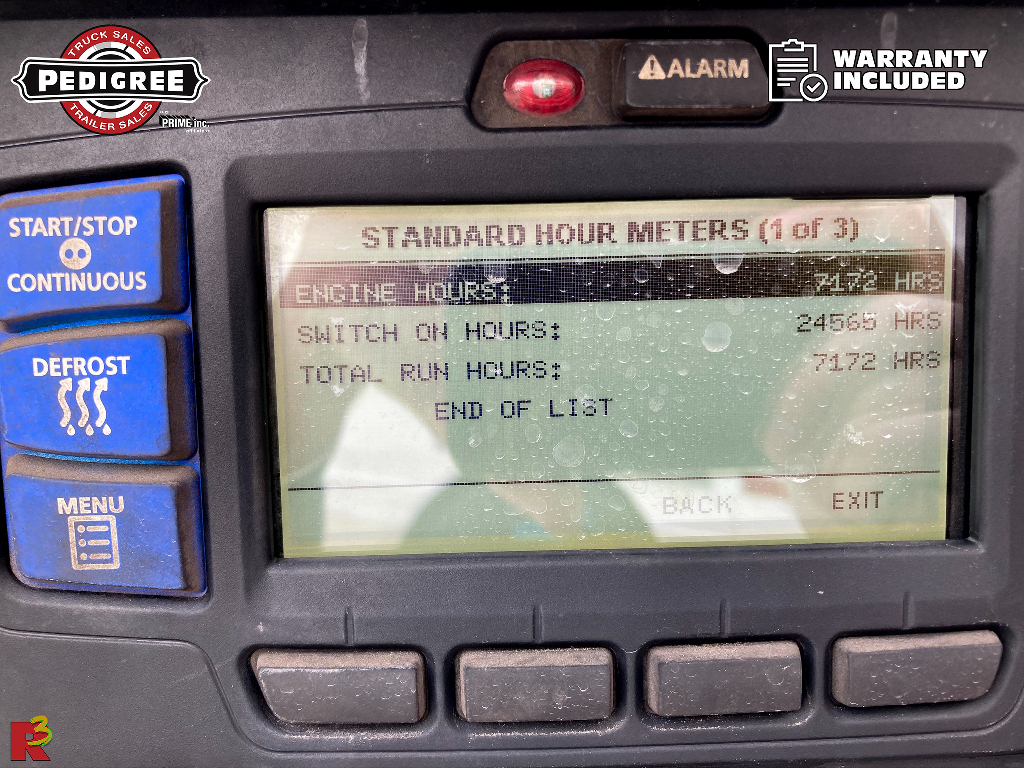 TRUCK SALES
PEDIGREE
TRAILER SALES
PRIME inc.
ALARM
WARRANTY
INCLUDED
START/STOP
CONTINUOUS
DEFROST
MENU
STANDARD HOUR METERS (1 of 3)
ENGINE HOURS: 7172 HRS
SWITCH ON HOURS: 24565 HRS
TOTAL RUN HOURS: 7172 HRS
END OF LIST
BACK EXIT
R3